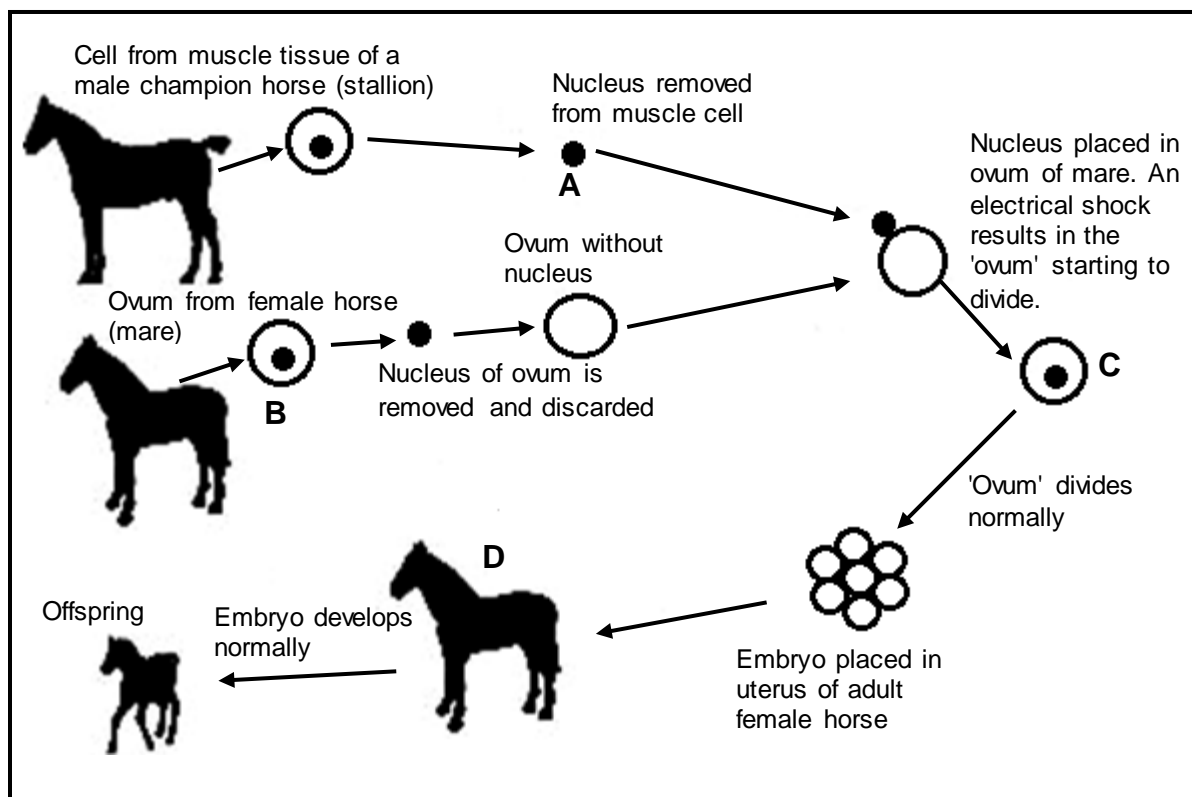 Cell from muscle tissue of a
male champion horse (stallion)
Nucleus removed
from muscle cell
A
Nucleus placed in
ovum of mare. An
electrical shock
results in the
'ovum' starting to
divide.
Ovum without
nucleus
Ovum from female horse
(mare)
B
Nucleus of ovum is
removed and discarded
C
'Ovum' divides
normally
D
Embryo placed in
uterus of adult
female horse
Embryo develops
normally
Offspring